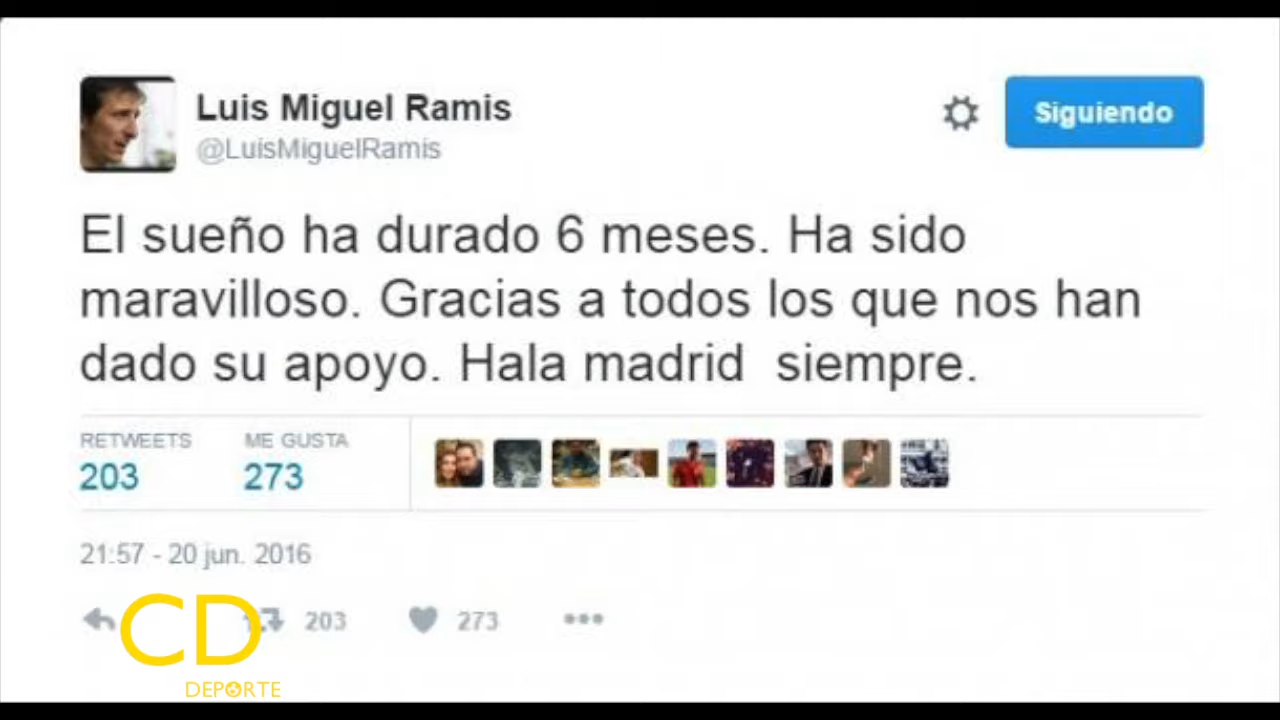 Luis Miguel Ramis
@LuisMiguelRamis
Siguiendo
El sueño ha durado 6 meses. Ha sido
maravilloso. Gracias a todos los que nos han
dado su apoyo. Hala madrid siempre.
RETWEETS ME GUSTA
203 273
21:57 - 20 jun. 2016
203 273
CD
DEPORTE